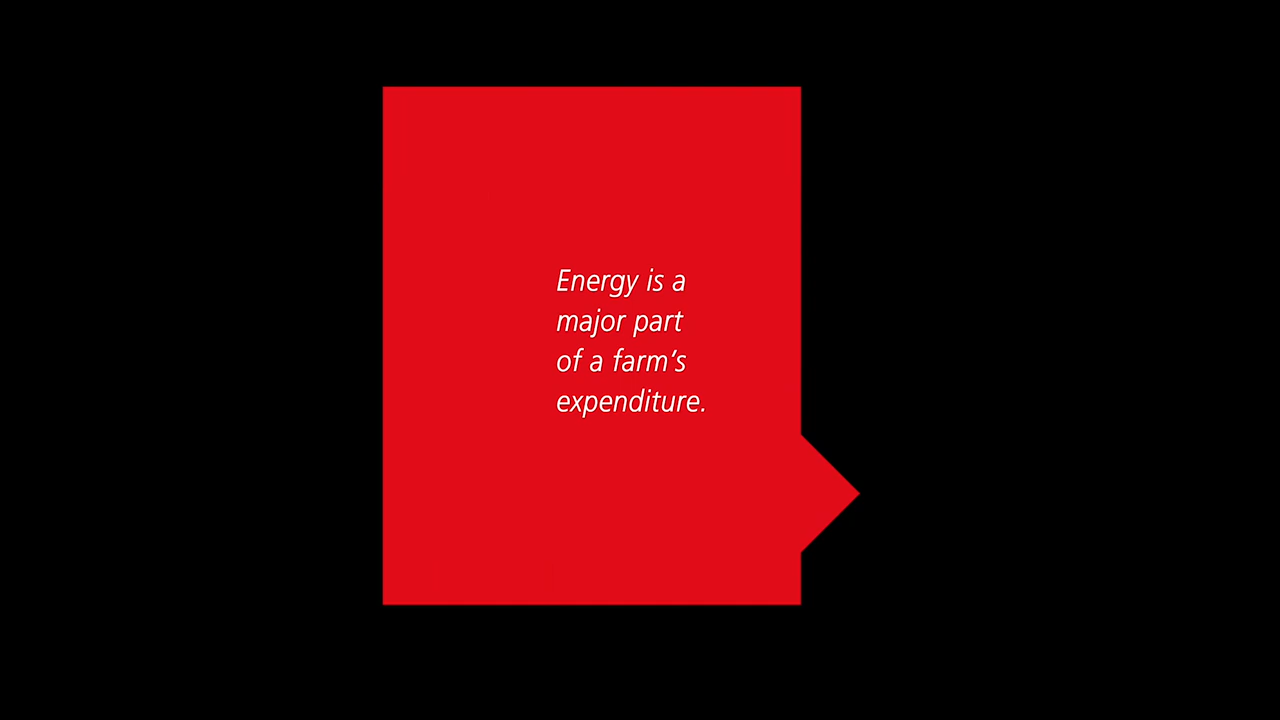 Energy is a
major part
of a farm’s
expenditure.